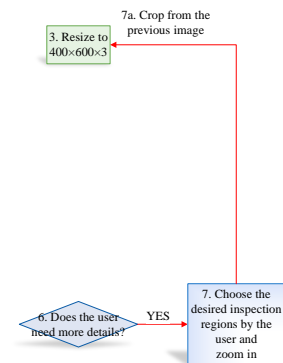 7a. Crop from the
previous image
3. Resize to
400×600×3
6. Does the user
need more details?
YES
7. Choose the
desired inspection
regions by the
user and
zoom in